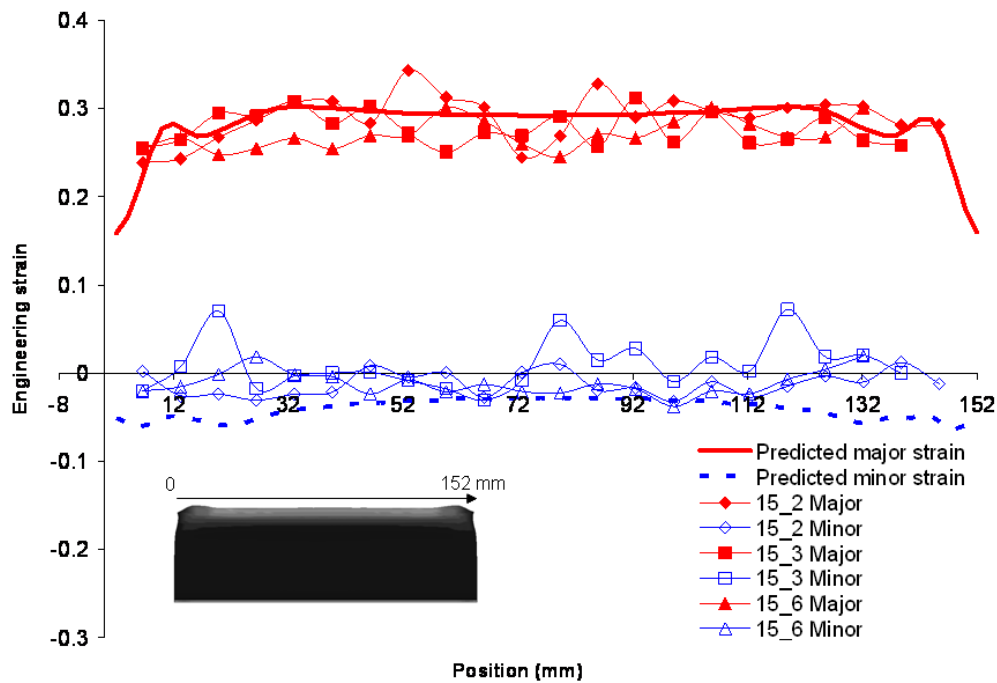 0.4
0.3
0.2
0.1
0
-0.1
-0.2
-0.3
Engineering strain
-8 12 32 52 72 92 112 132 152
Position (mm)
0 152 mm
Predicted major strain
Predicted minor strain
15_2 Major
15_2 Minor
15_3 Major
15_3 Minor
15_6 Major
15_6 Minor